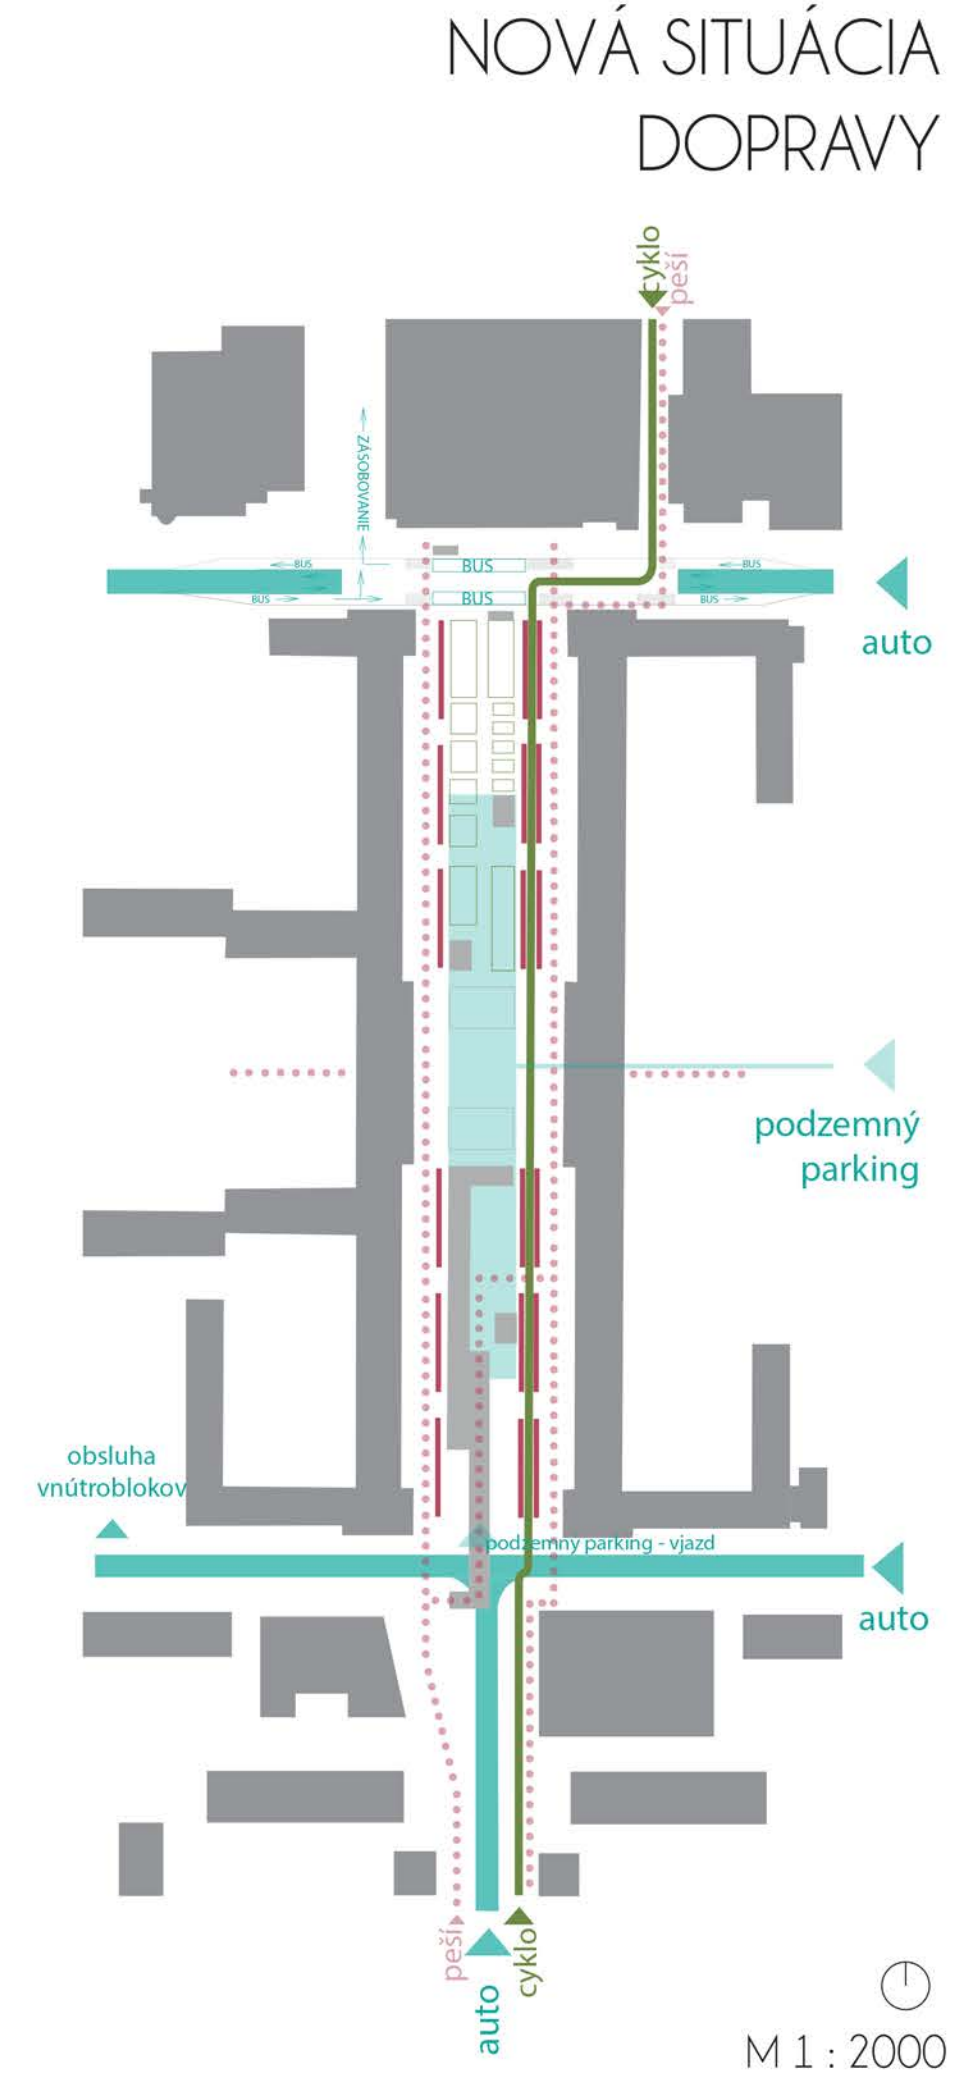 NOVÁ SITUÁCIA
DOPRAVY
cyklo
peší
ZÁSOBOVANIE
BUS
BUS
BUS
BUS
BUS
BUS
auto
podzemný
parking
obsluha
vnútroblokov
podzemný parking - vjazd
auto
peší
auto
cyklo
M 1 : 2000